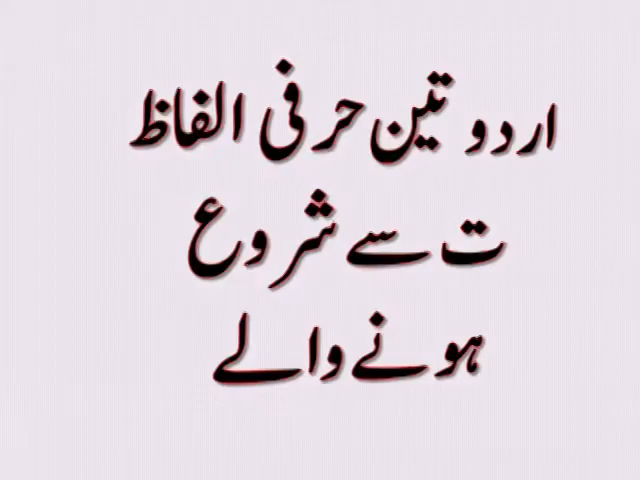 اردو تین حرفی الفاظ
ت سے شروع
ہونے والے